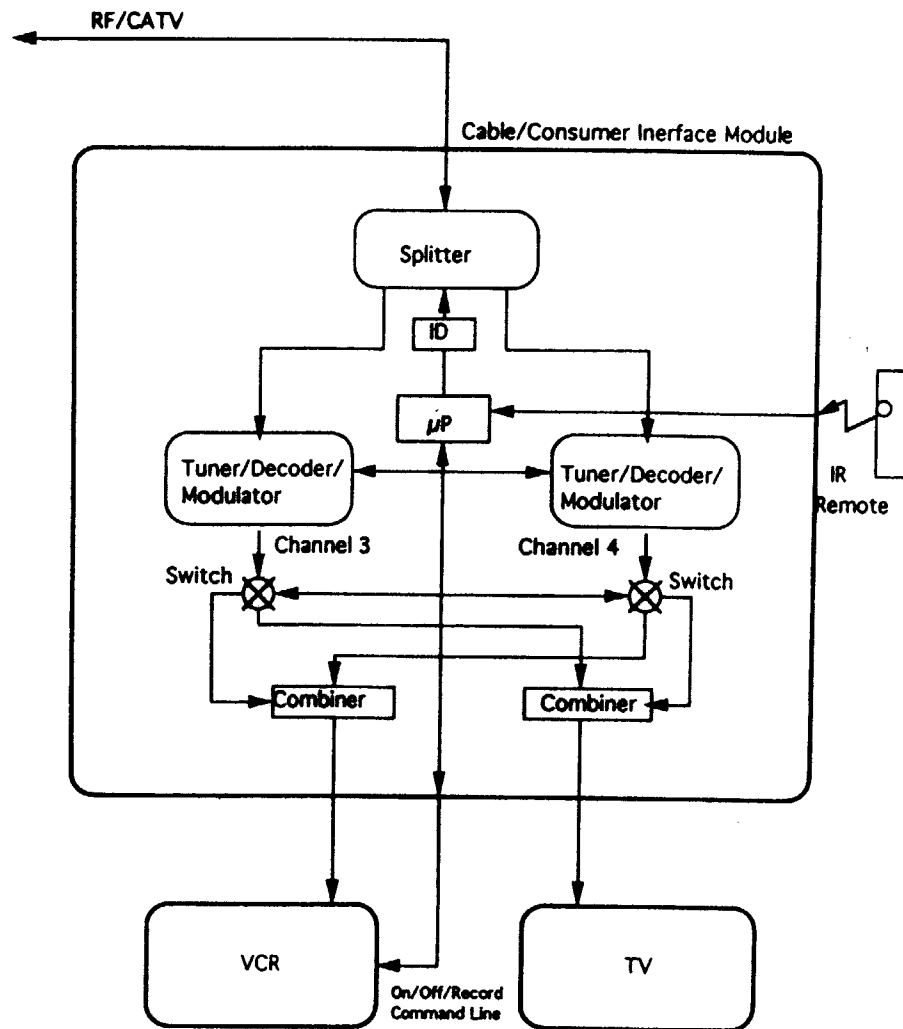 RF/CATV
Cable/Consumer Inerface Module
Splitter
ID
µP
Tuner/Decoder/
Modulator
Tuner/Decoder/
Modulator
IR
Remote
Channel 3
Channel 4
Switch
Switch
Combiner
Combiner
VCR
TV
On/Off/Record
Command Line